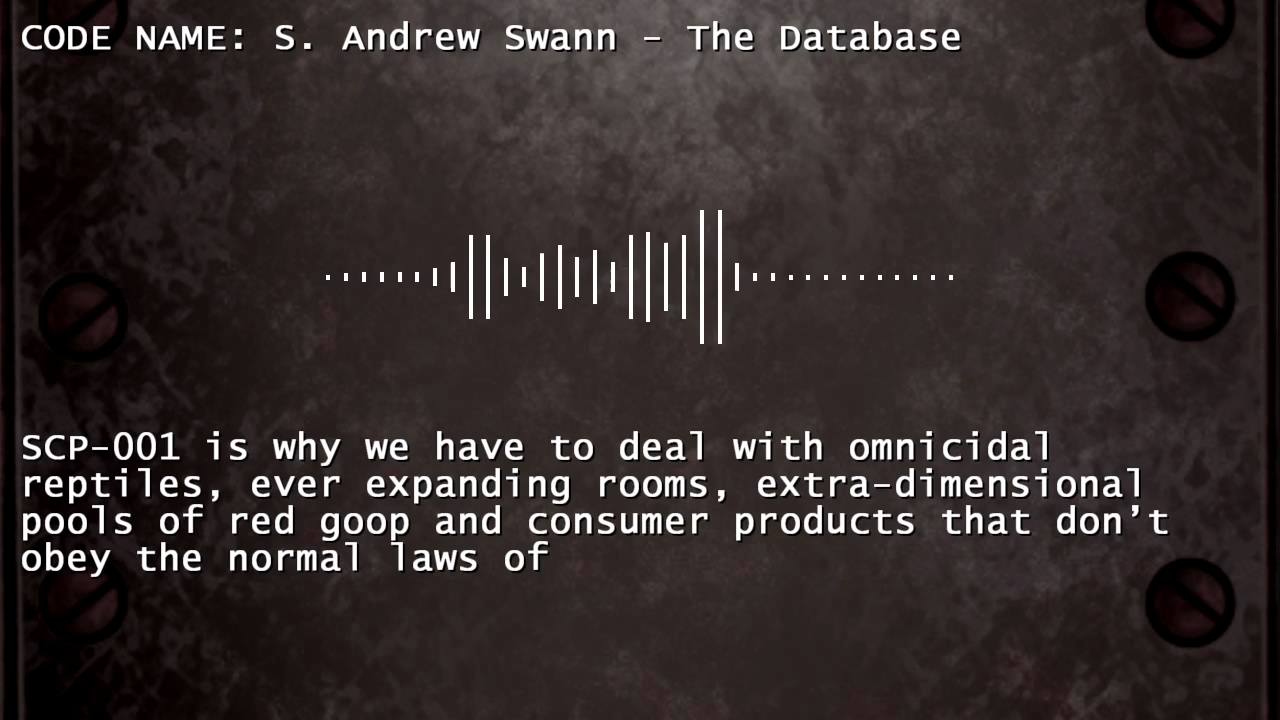 CODE NAME: S. Andrew Swann - The Database
SCP-001 is why we have to deal with omnicidal
reptiles, ever expanding rooms, extra-dimensional
pools of red goop and consumer products that don't
obey the normal laws of